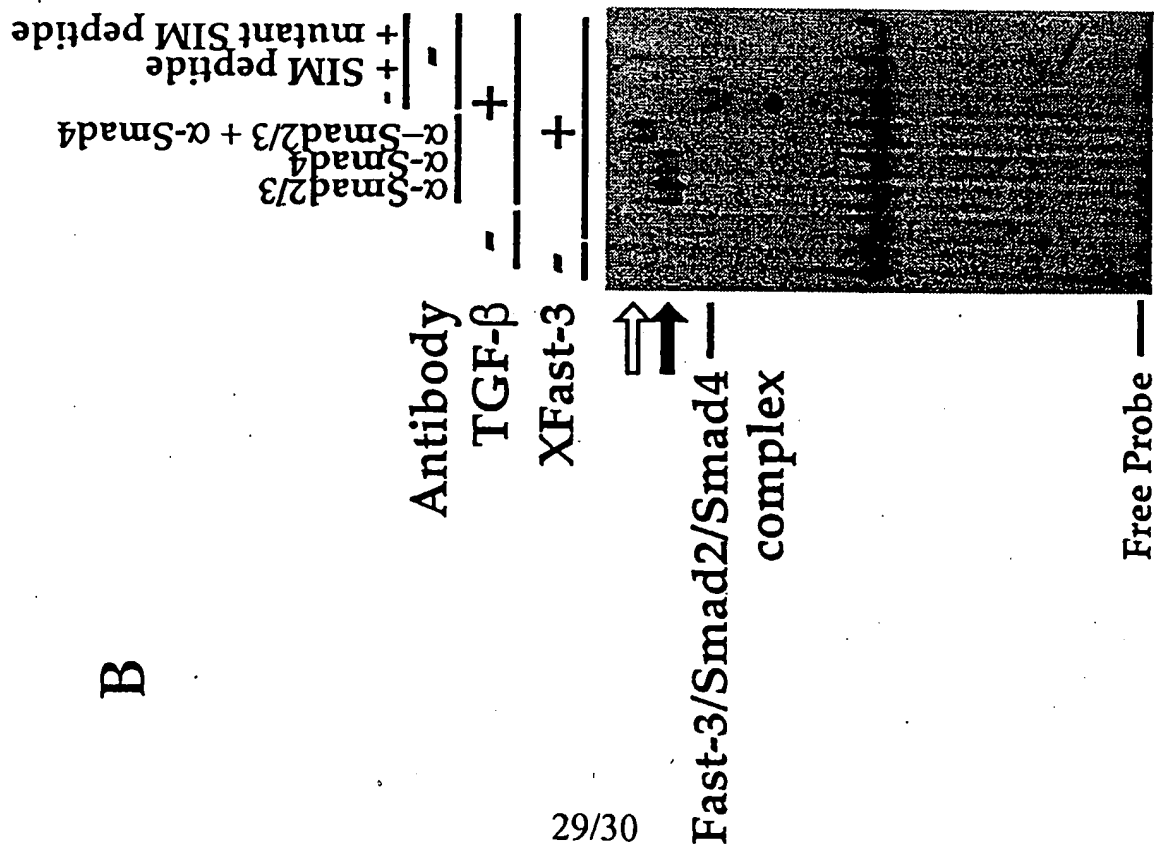 B
Antibody
TGF-β
XFast-3
-
-
α-Smad2/3
α-Smad4
α-Smad2/3 + α-Smad4
-
+ SIM peptide
+ mutant SIM peptide
-
+
+
Fast-3/Smad2/Smad4
complex
Free Probe
29/30